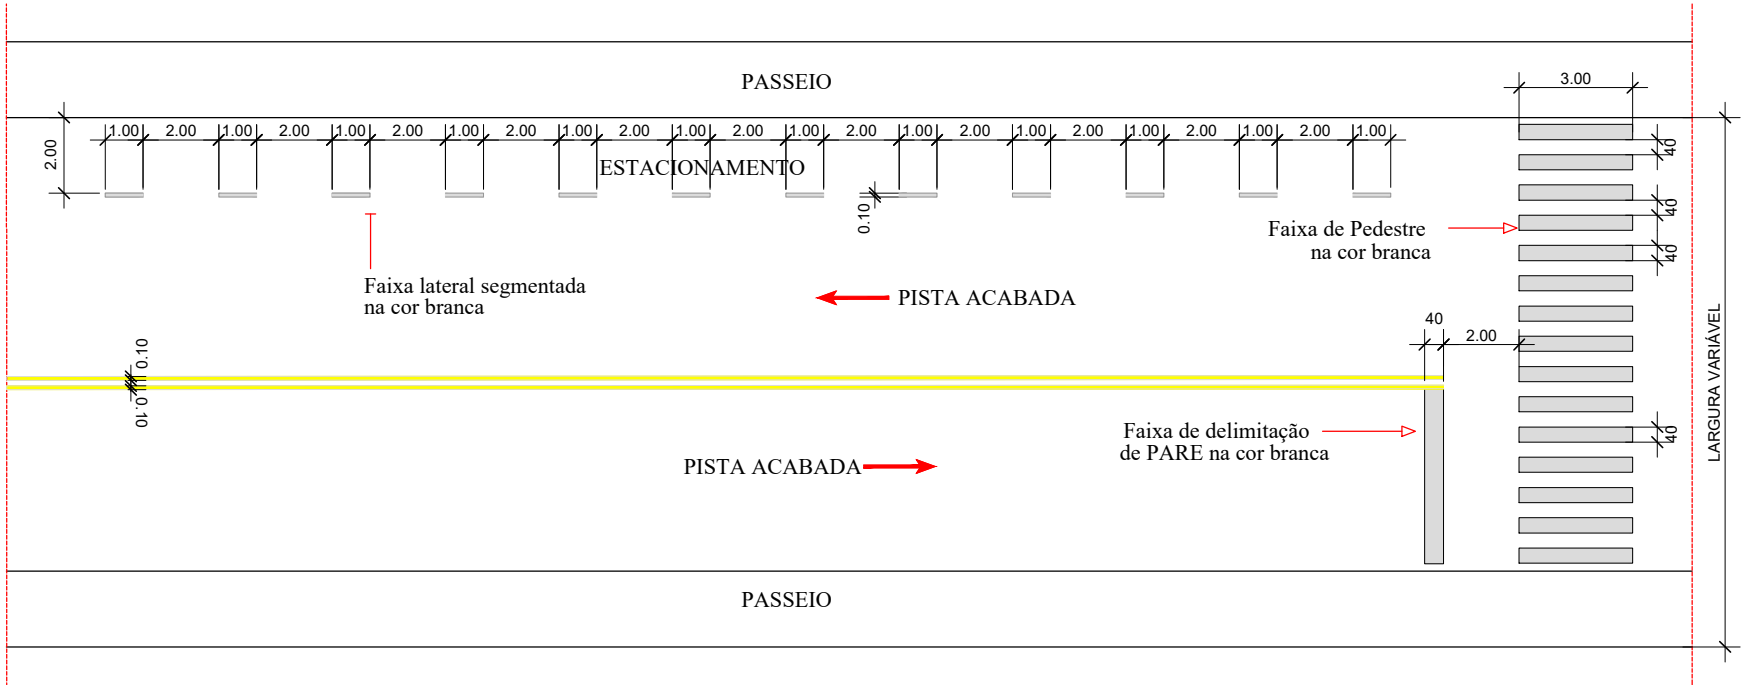 PASSEIO
3.00
1.00 2.00 1.00 2.00 1.00 2.00 1.00 2.00 1.00 2.00 1.00 2.00 1.00 2.00 1.00 2.00 1.00 2.00 1.00 2.00 1.00 2.00 1.00
2.00
40
ESTACIONAMENTO
0.10
40
40
Faixa de Pedestre
na cor branca
Faixa lateral segmentada
na cor branca
PISTA ACABADA
40
2.00
LARGURA VARIÁVEL
0.10
0.10
Faixa de delimitação
de PARE na cor branca
40
PISTA ACABADA
PASSEIO